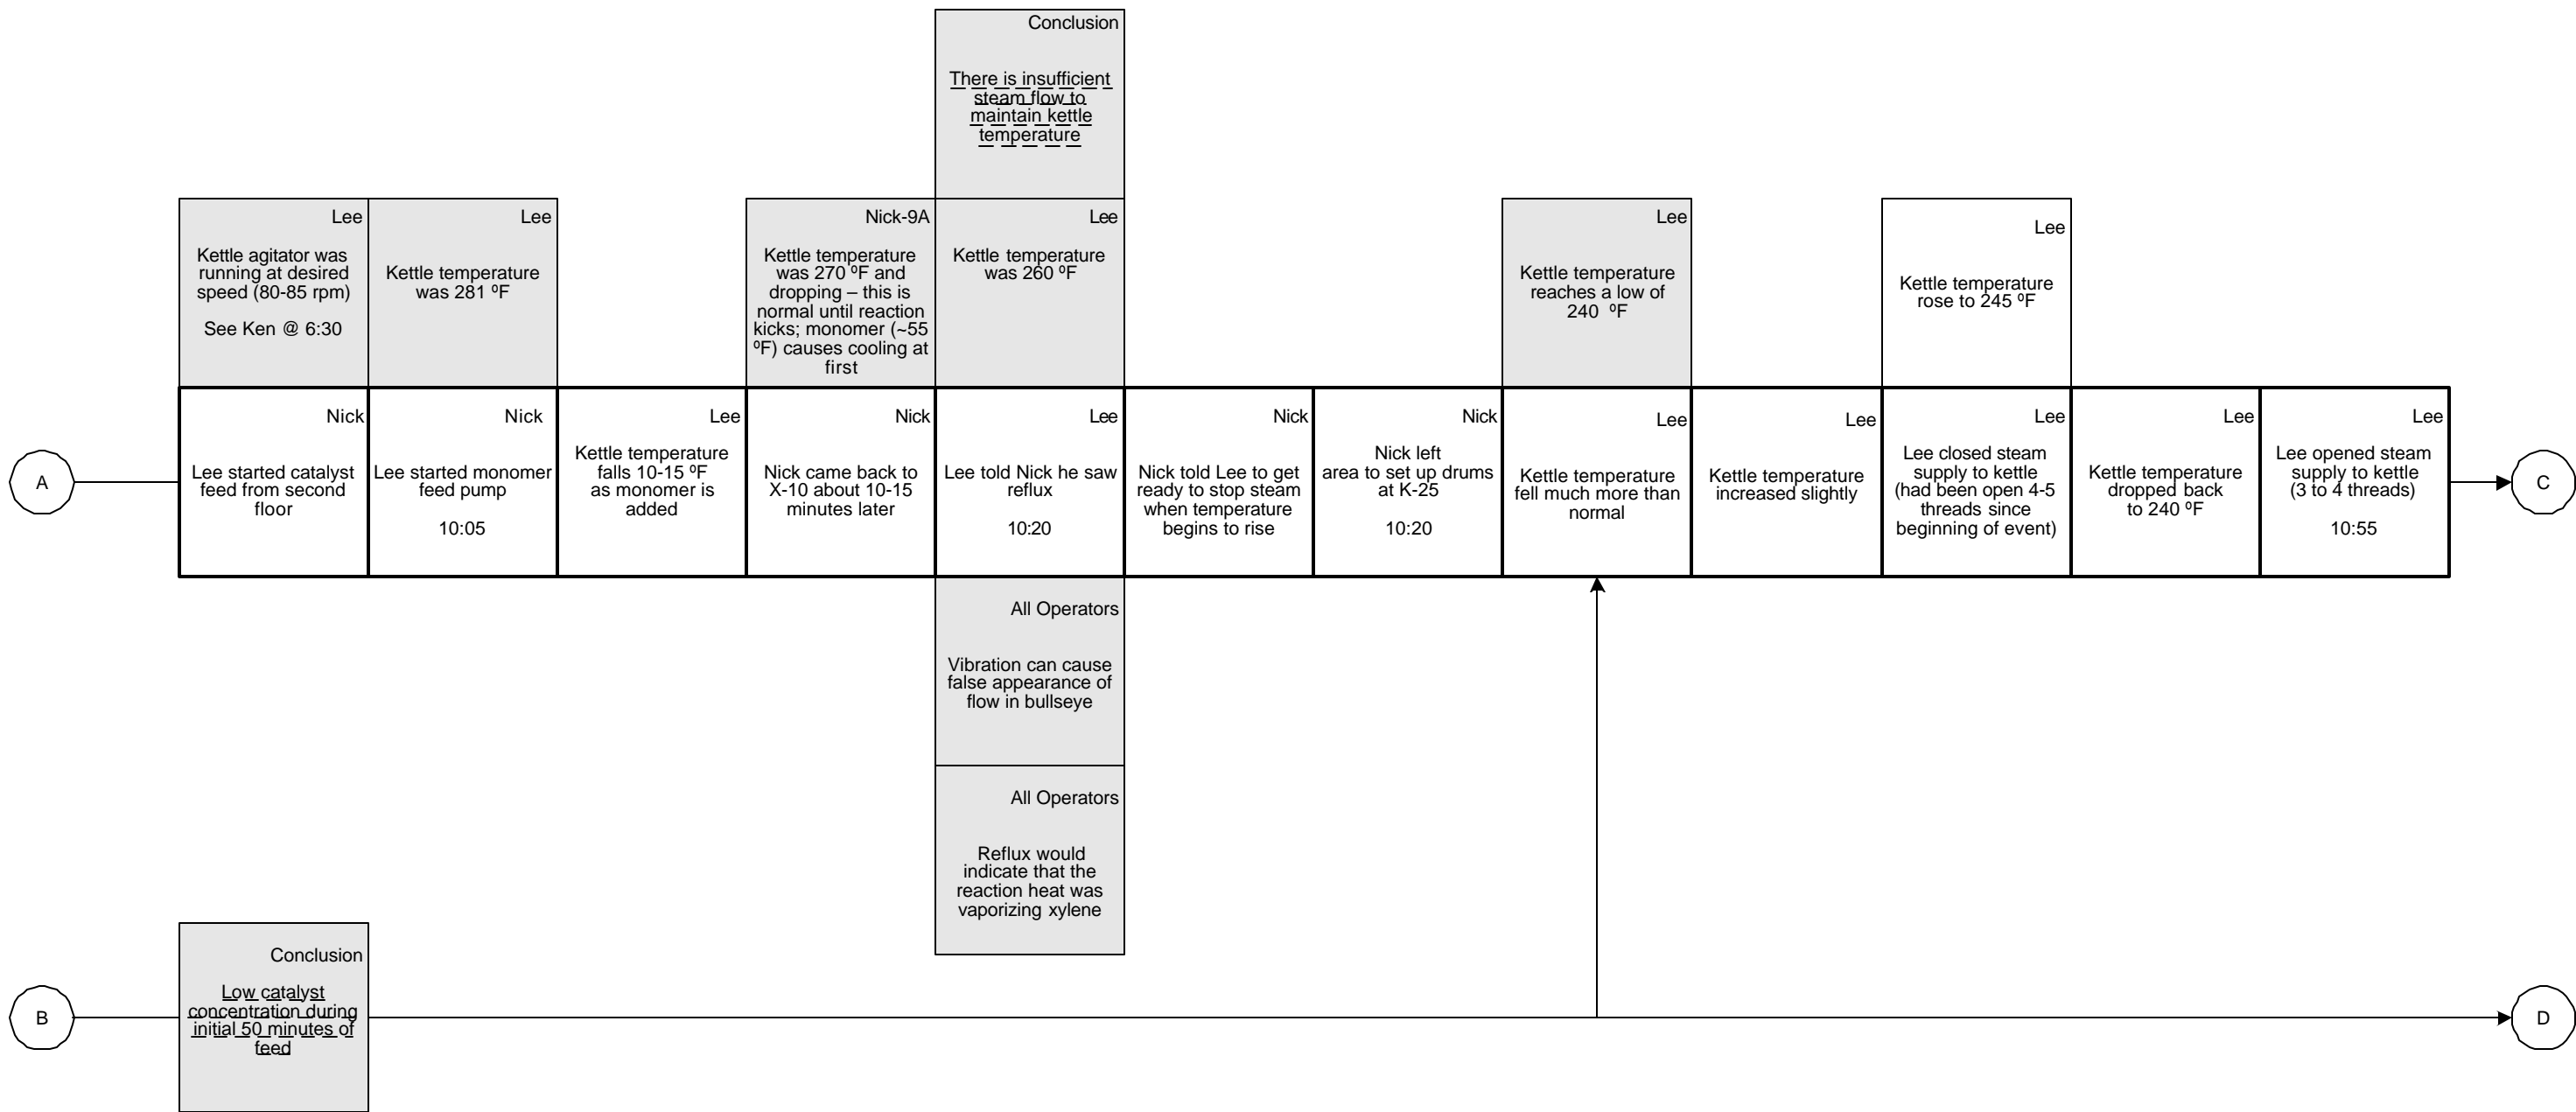 Conclusion
There is insufficient
steam flow to
maintain kettle
temperature
Lee
Kettle agitator was
running at desired
speed (80-85 rpm)
See Ken @ 6:30
Lee
Kettle temperature
was 281 ºF
Nick-9A
Kettle temperature
was 270 ºF and
dropping – this is
normal until reaction
kicks; monomer (~55
ºF) causes cooling at
first
Lee
Kettle temperature
was 260 ºF
Lee
Kettle temperature
reaches a low of
240 ºF
Lee
Kettle temperature
rose to 245 ºF
A
Nick
Lee started catalyst
feed from second
floor
Nick
Lee started monomer
feed pump
10:05
Lee
Kettle temperature
falls 10-15 ºF
as monomer is
added
Nick
Nick came back to
X-10 about 10-15
minutes later
Lee
Lee told Nick he saw
reflux
10:20
Nick
Nick told Lee to get
ready to stop steam
when temperature
begins to rise
Nick
Nick left
area to set up drums
at K-25
10:20
Lee
Kettle temperature
fell much more than
normal
Lee
Kettle temperature
increased slightly
Lee
Lee closed steam
supply to kettle
(had been open 4-5
threads since
beginning of event)
Lee
Kettle temperature
dropped back
to 240 ºF
Lee
Lee opened steam
supply to kettle
(3 to 4 threads)
10:55
C
All Operators
Vibration can cause
false appearance of
flow in bullseye
All Operators
Reflux would
indicate that the
reaction heat was
vaporizing xylene
B
Conclusion
Low catalyst
concentration during
initial 50 minutes of
feed
D